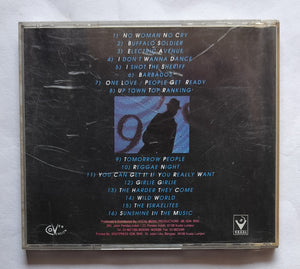 1) NO WOMAN NO CRY
2) BUFFALO SOLDIER
3) ELECTRIC AVENUE
4) I DON'T WANNA DANCE
5) I SHOT THE SHERIFF
6) BARBADOS
7) ONE LOVE / PEOPLE GET READY
8) UP TOWN TOP RANKING
9) TOMORROW PEOPLE
10) REGGAE NIGHT
11) YOU CAN GET IT IF YOU REALLY WANT
12) GIRLIE GIRLIE
13) THE HARDER THEY COME
14) WILD WORLD
15) THE ISRAELITES
16) SUNSHINE IN THE MUSIC